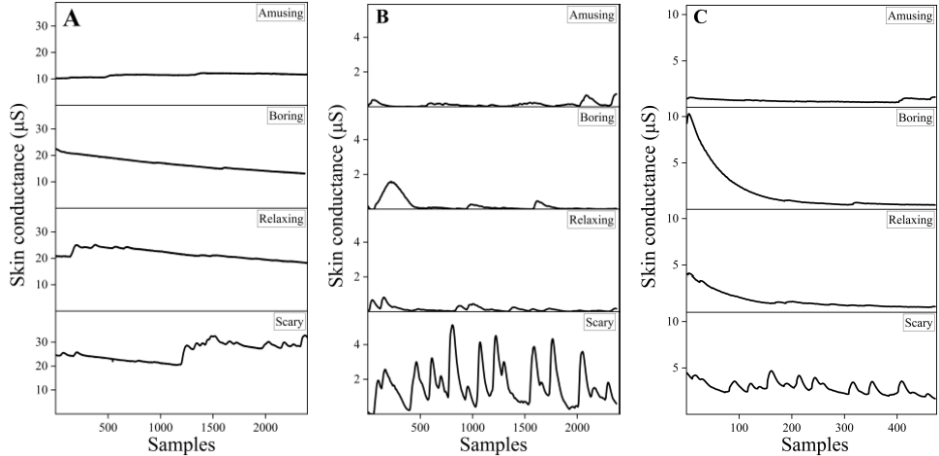 A
Amusing
30
20
10
Boring
30
20
10
Relaxing
30
20
10
Scary
30
20
10
500
1000
1500
2000
Samples
Skin conductance (μS)
B
Amusing
4
2
Boring
4
2
Relaxing
4
2
Scary
4
2
500
1000
1500
2000
Samples
Skin conductance (μS)
C
Amusing
10
5
Boring
10
5
Relaxing
10
5
Scary
10
5
100
200
300
400
Samples
Skin conductance (μS)